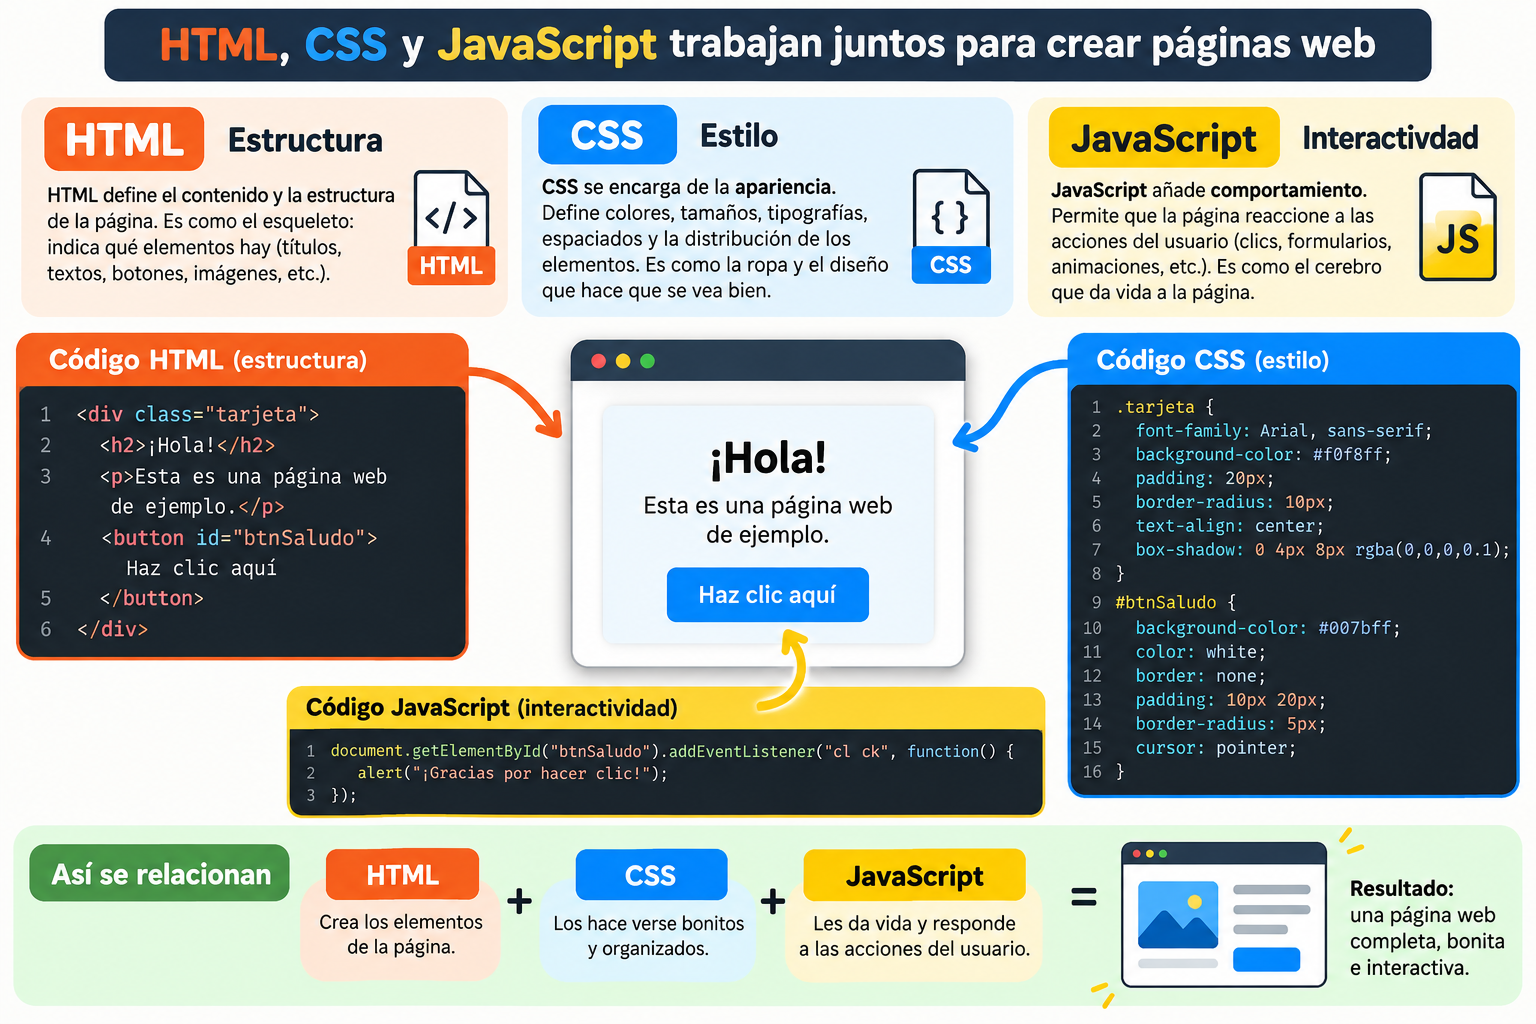 HTML, CSS y JavaScript trabajan juntos para crear páginas web
HTML Estructura
HTML define el contenido y la estructura
de la página. Es como el esqueleto:
indica qué elementos hay (títulos,
textos, botones, imágenes, etc.).
</>
HTML
CSS Estilo
CSS se encarga de la apariencia.
Define colores, tamaños, tipografías,
espaciados y la distribución de los
elementos. Es como la ropa y el diseño
que hace que se vea bien.
{ }
CSS
JavaScript Interactivdad
JavaScript añade comportamiento.
Permite que la página reaccione a las
acciones del usuario (clics, formularios,
animaciones, etc.). Es como el cerebro
que da vida a la página.
JS
Código HTML (estructura)
1 <div class="tarjeta">
2 <h2>¡Hola!</h2>
3 <p>Esta es una página web
de ejemplo.</p>
4 <button id="btnSaludo">
Haz clic aquí
5 </button>
6 </div>
¡Hola!
Esta es una página web
de ejemplo.
Haz clic aquí
Código CSS (estilo)
1 .tarjeta {
2 font-family: Arial, sans-serif;
3 background-color: #f0f8ff;
4 padding: 20px;
5 border-radius: 10px;
6 text-align: center;
7 box-shadow: 0 4px 8px rgba(0,0,0,0.1);
8 }
9 #btnSaludo {
10 background-color: #007bff;
11 color: white;
12 border: none;
13 padding: 10px 20px;
14 border-radius: 5px;
15 cursor: pointer;
16 }
Código JavaScript (interactividad)
1 document.getElementById("btnSaludo").addEventListener("cl ck", function() {
2 alert("¡Gracias por hacer clic!");
3 });
Así se relacionan
HTML
Crea los elementos
de la página.
+
CSS
Los hace verse bonitos
y organizados.
+
JavaScript
Les da vida y responde
a las acciones del usuario.
=
Resultado:
una página web
completa, bonita
e interactiva.